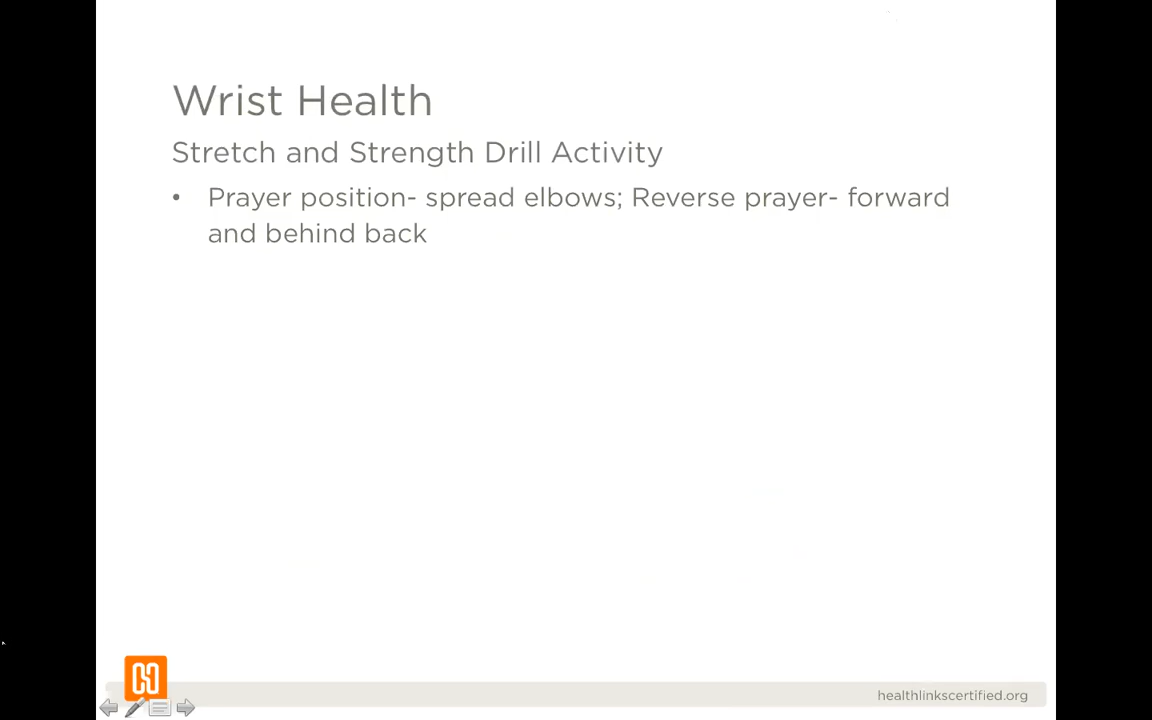 Wrist Health
Stretch and Strength Drill Activity
• Prayer position- spread elbows; Reverse prayer- forward
and behind back
healthlinkscertified.org